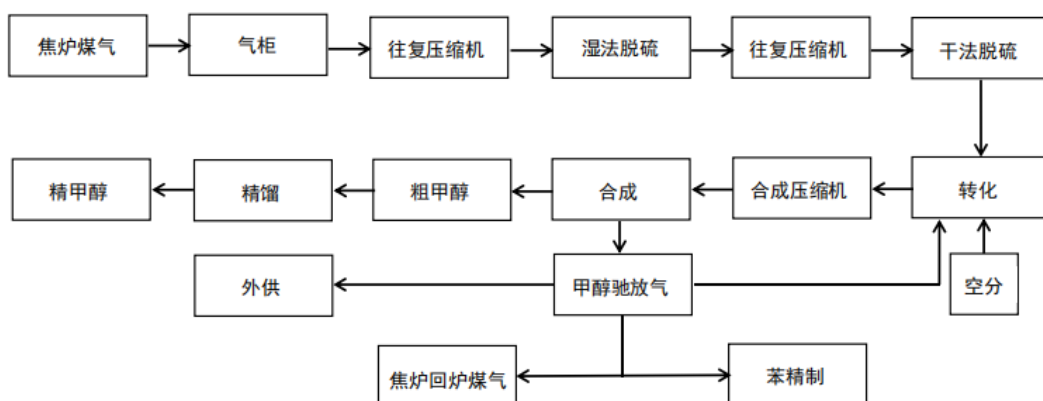 焦炉煤气
气柜
往复压缩机
湿法脱硫
往复压缩机
干法脱硫
精甲醇
精馏
粗甲醇
合成
合成压缩机
转化
外供
甲醇驰放气
空分
焦炉回炉煤气
苯精制